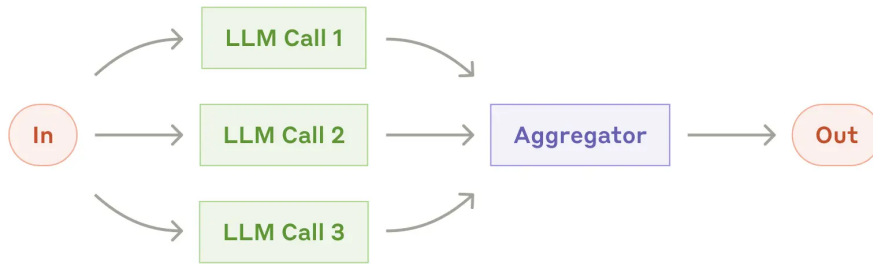 LLM Call 1
In
LLM Call 2
Aggregator
Out
LLM Call 3